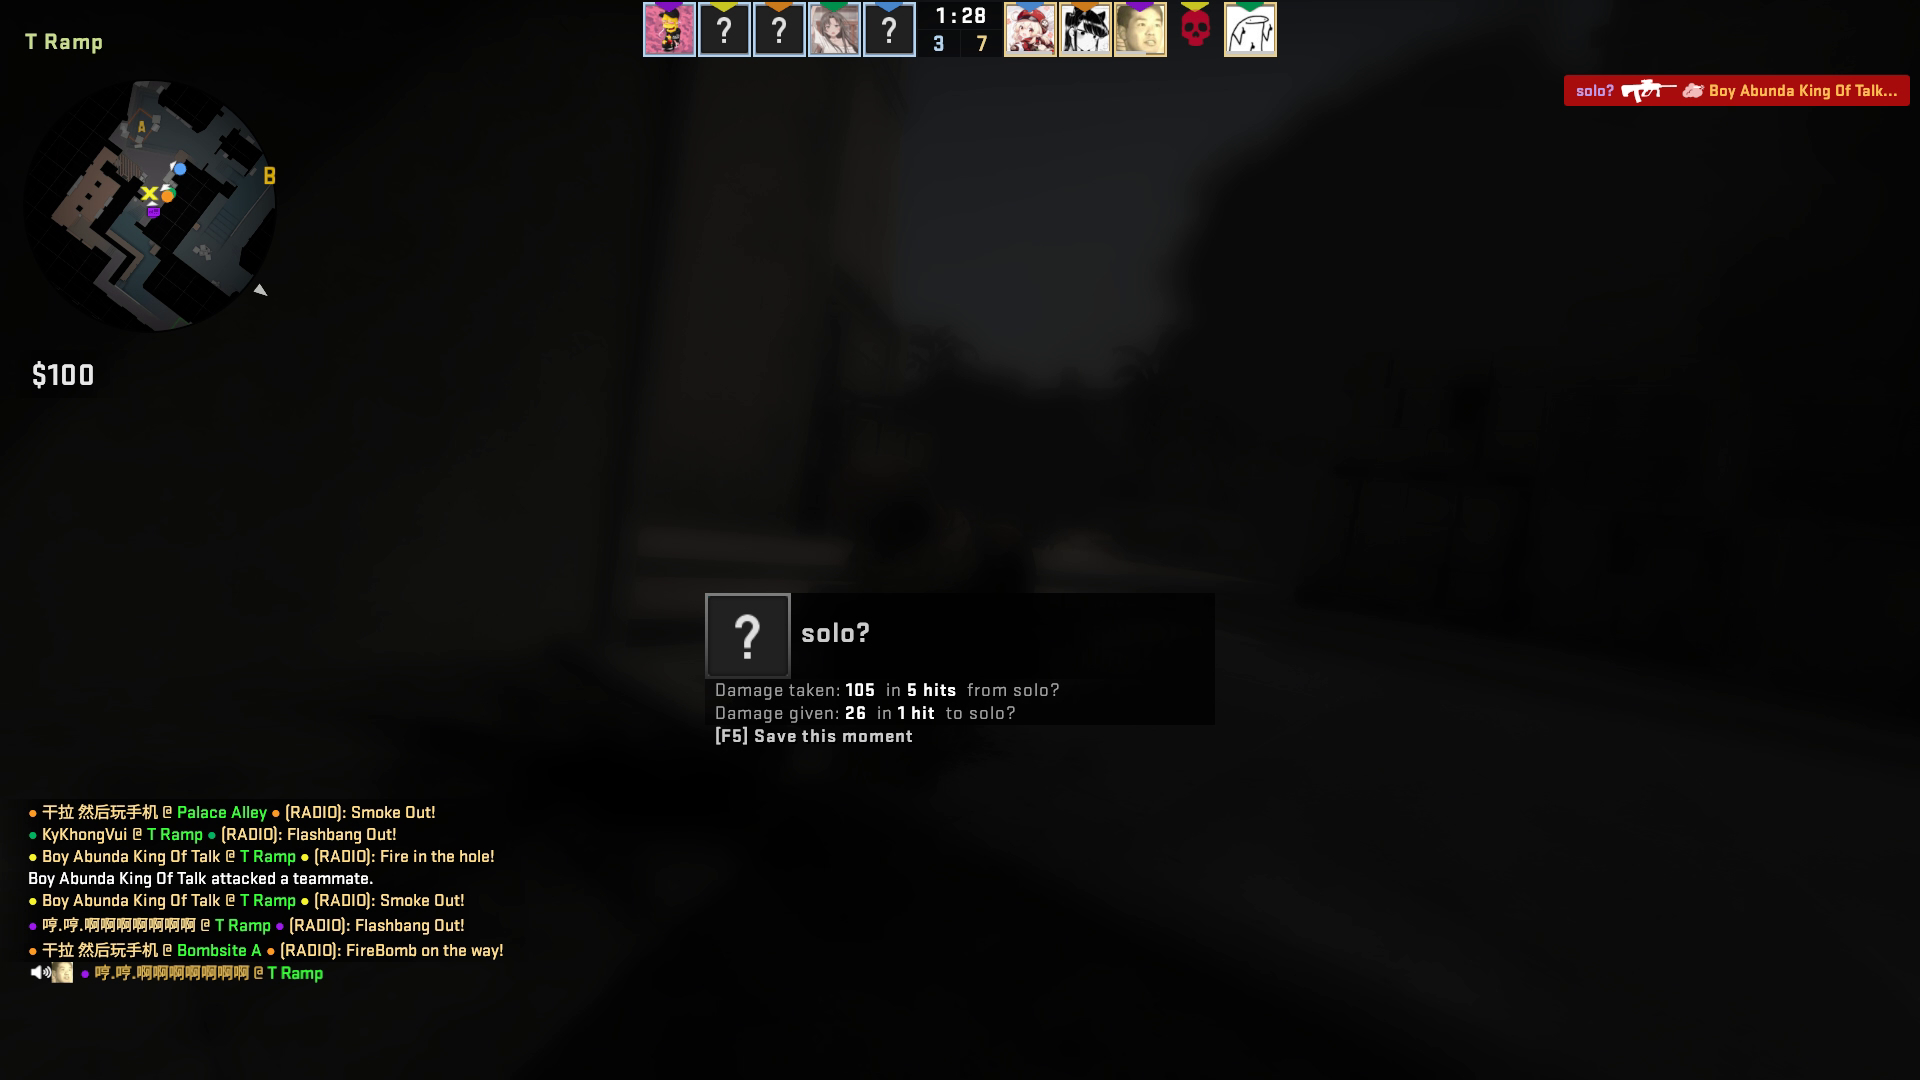 T Ramp
? ? ?
1:28
3 7
A
B
solo? Boy Abunda King Of Talk...
$100
?
solo?
Damage taken: 105 in 5 hits from solo?
Damage given: 26 in 1 hit to solo?
[F5] Save this moment
干拉 然后玩手机 @ Palace Alley (RADIO): Smoke Out!
KyKhongVui @ T Ramp (RADIO): Flashbang Out!
Boy Abunda King Of Talk @ T Ramp (RADIO): Fire in the hole!
Boy Abunda King Of Talk attacked a teammate.
Boy Abunda King Of Talk @ T Ramp (RADIO): Smoke Out!
哼.哼.啊啊啊啊啊啊啊 @ T Ramp (RADIO): Flashbang Out!
干拉 然后玩手机 @ Bombsite A (RADIO): FireBomb on the way!
哼.哼.啊啊啊啊啊啊啊 @ T Ramp